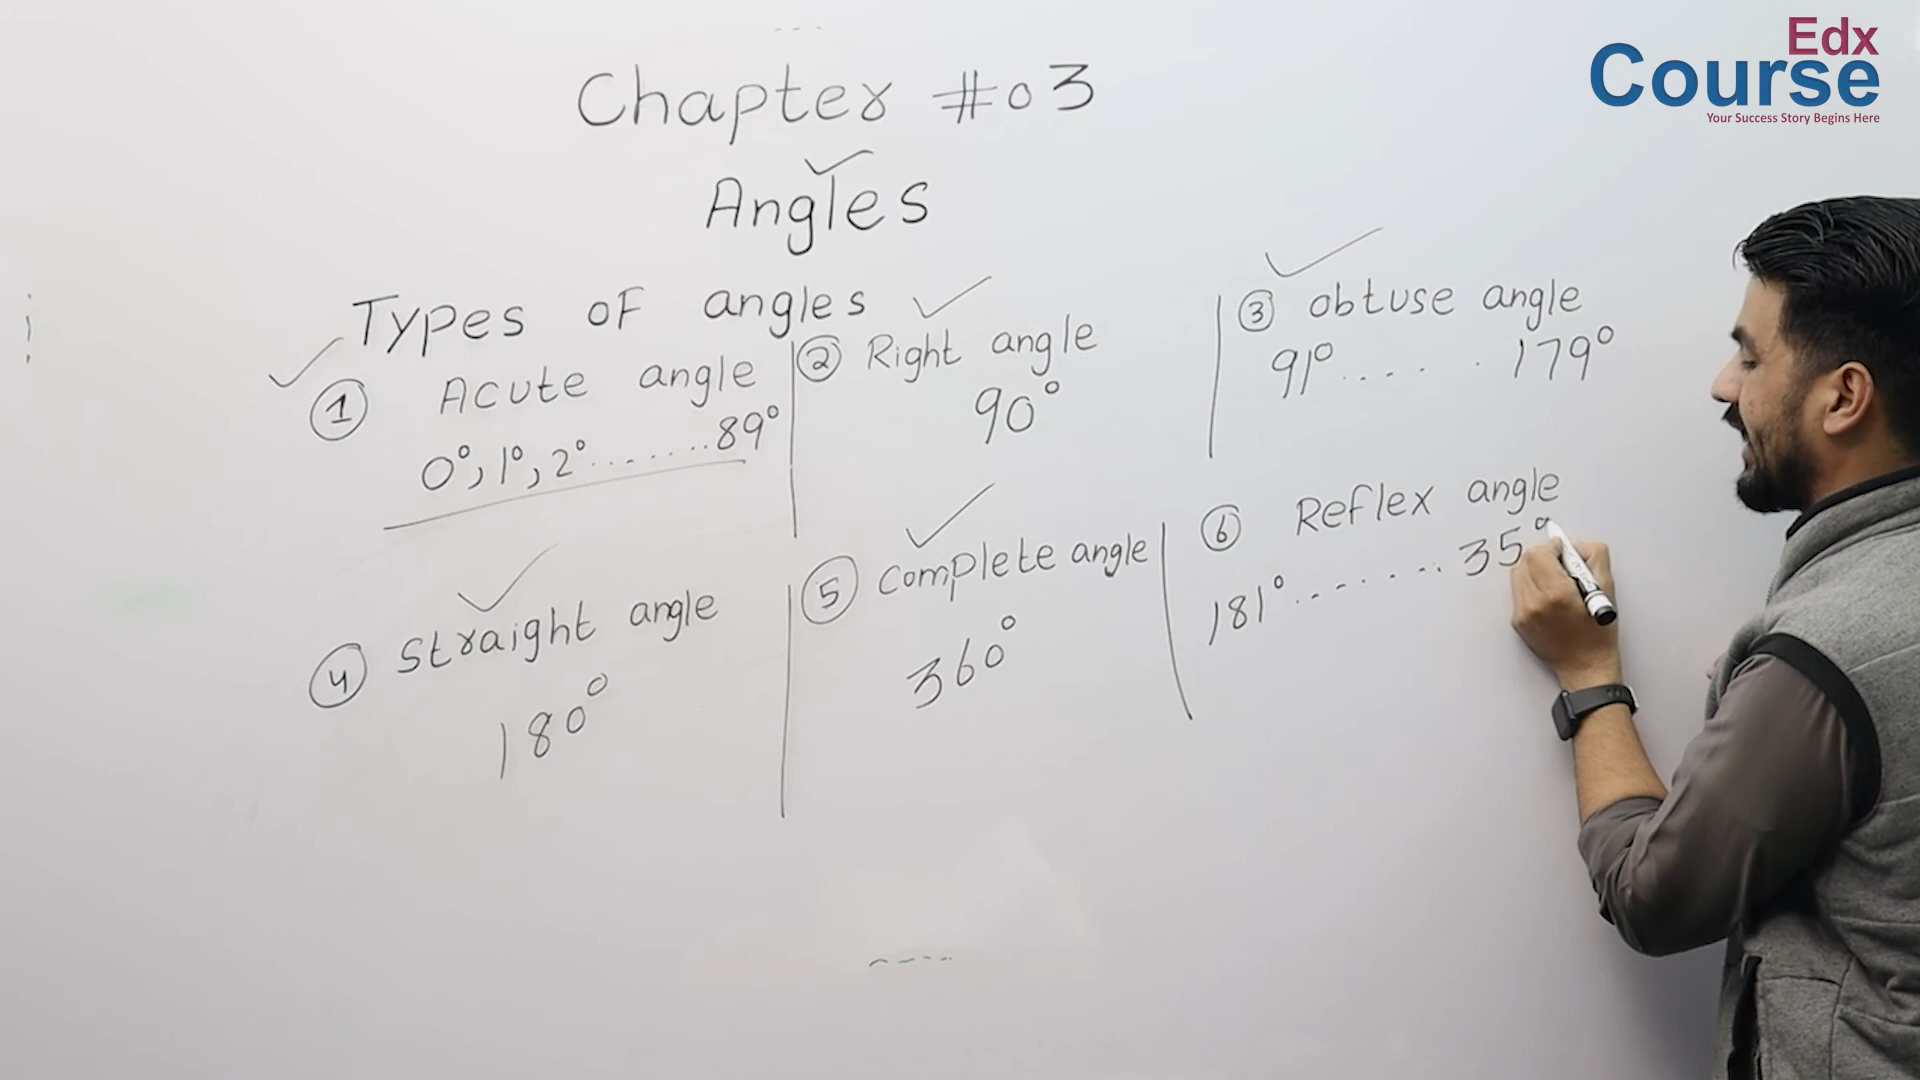 Edx
Course
Your Success Story Begins Here
Chapter #03
Angles
Types of angles
① Acute angle
0°, 1°, 2° ....... 89°
② Right angle
90°
③ obtuse angle
91° .... . 179°
④ straight angle
180°
⑤ complete angle
360°
⑥ Reflex angle
181° ....... 35